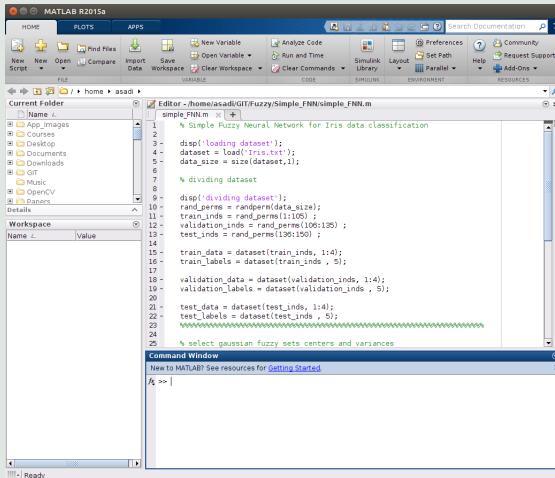 MATLAB R2015a
HOME PLOTS APPS Search Documentation
New Script New Open Find Files Compare Import Data Save Workspace New Variable Open Variable Clear Workspace Analyze Code Run and Time Clear Commands Simulink Library Layout Preferences Set Path Parallel Help Community Request Support Add-Ons
FILE VARIABLE CODE SIMULINK ENVIRONMENT RESOURCES
/ home asadi
Current Folder
Name
App_Images
Courses
Desktop
Documents
Downloads
GIT
Music
OpenCV
Papers
Details
Workspace
Name Value
Editor - /home/asadi/GIT/Fuzzy/Simple_FNN/simple_FNN.m
simple_FNN.m
1 % Simple Fuzzy Neural Network for Iris data classification
2
3 - disp('loading dataset');
4 - dataset = load('Iris.txt');
5 - data_size = size(dataset,1);
6
7 % dividing dataset
8
9 - disp('dividing dataset');
10 - rand_perms = randperm(data_size);
11 - train_inds = rand_perms(1:105) ;
12 - validation_inds = rand_perms(106:135) ;
13 - test_inds = rand_perms(136:150) ;
14
15 - train_data = dataset(train_inds, 1:4);
16 - train_labels = dataset(train_inds , 5);
17
18 - validation_data = dataset(validation_inds, 1:4);
19 - validation_labels = dataset(validation_inds , 5);
20
21 - test_data = dataset(test_inds, 1:4);
22 - test_labels = dataset(test_inds , 5);
23
24
25 % select gaussian fuzzy sets centers and variances
Command Window
New to MATLAB? See resources for Getting Started.
fx >>
Ready